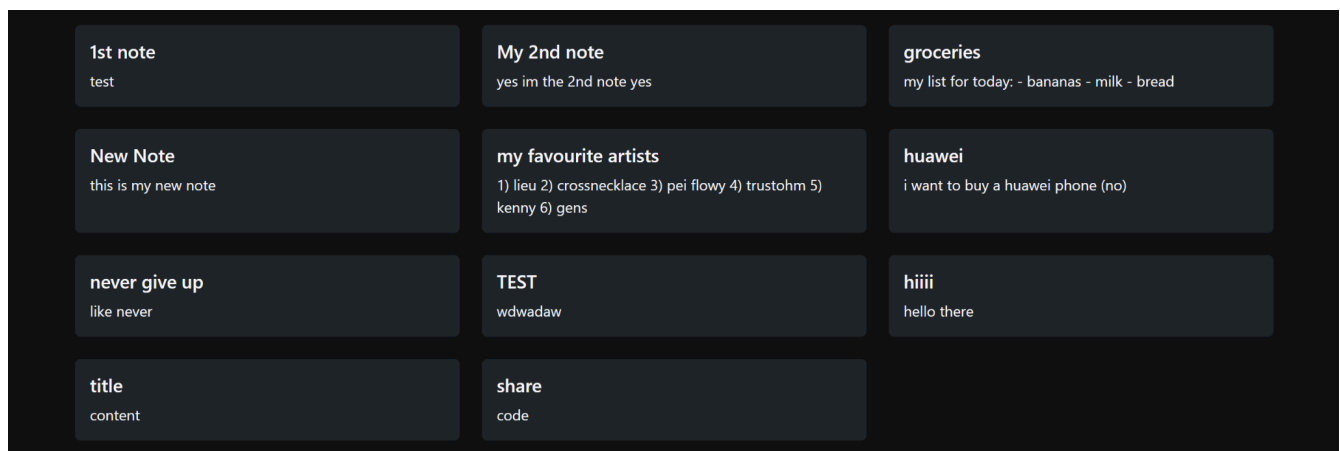 1st note
test
My 2nd note
yes im the 2nd note yes
groceries
my list for today: - bananas - milk - bread
New Note
this is my new note
my favourite artists
1) lieu 2) crossnecklace 3) pei flowy 4) trustohm 5)
kenny 6) gens
huawei
i want to buy a huawei phone (no)
never give up
like never
TEST
wdwadaw
hiiii
hello there
title
content
share
code